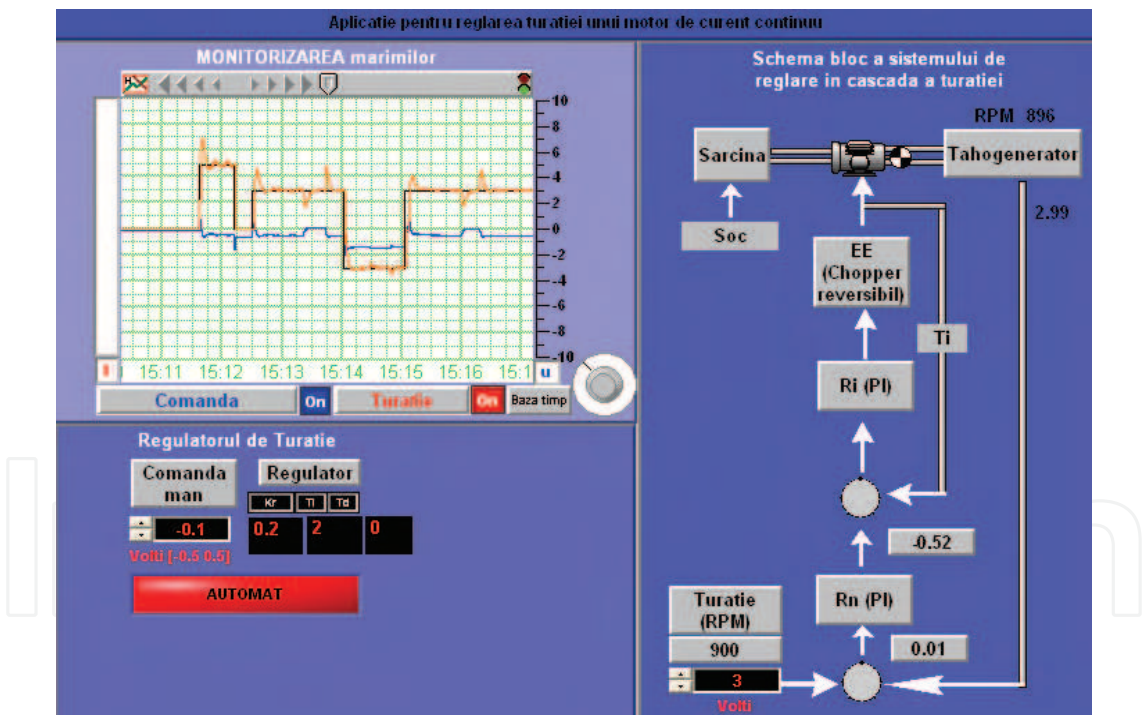 Aplicatie pentru reglarea turatiei unui motor de curent continuu
MONITORIZAREA marimilor
10
8
6
4
2
0
-2
-4
-6
-8
-10
15:11 15:12 15:13 15:14 15:15 15:16 15:1
u
Comanda On Turatie On Baza timp
Regulatorul de Turatie
Comanda
man
Regulator
Kr TI Td
-0.1
0.2 2 0
Volti [-0.5 0.5]
AUTOMAT
Schema bloc a sistemului de
reglare in cascada a turatiei
RPM 896
Sarcina
Tahogenerator
2.99
Soc
EE
(Chopper
reversibil)
Ti
Ri (PI)
-0.52
Rn (PI)
Turatie
(RPM)
900
0.01
3
Volti